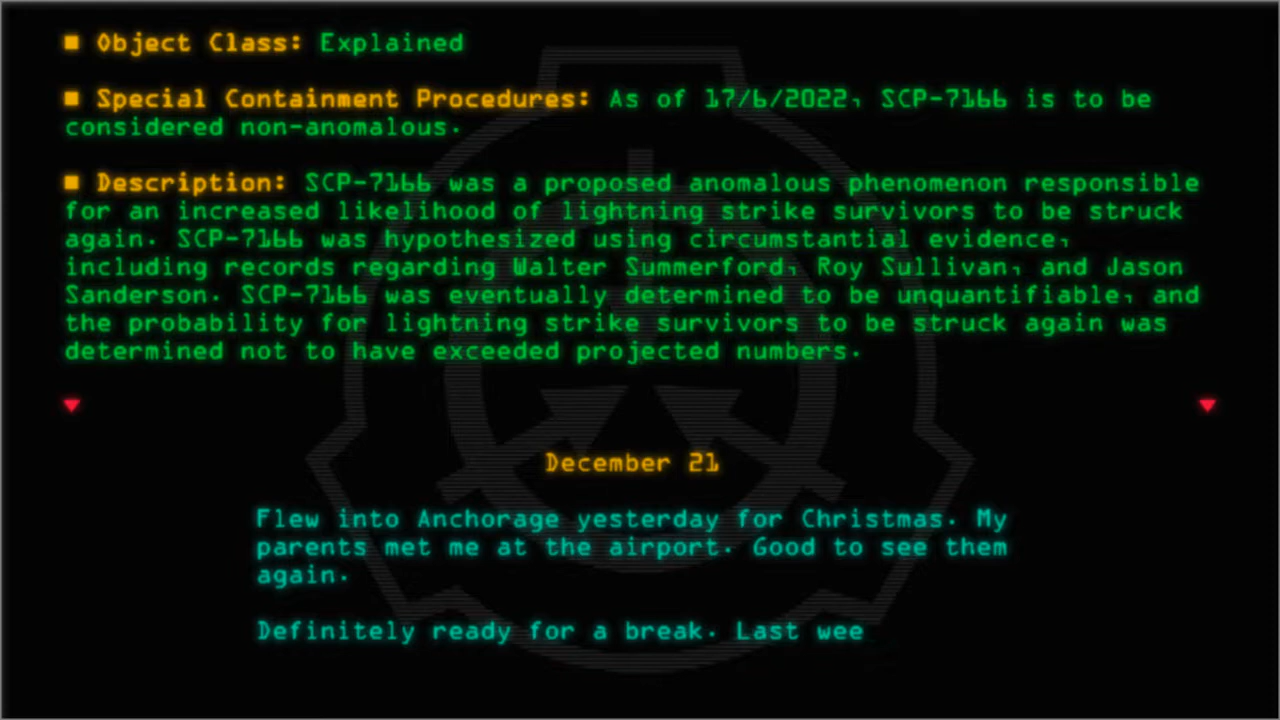 ■ Object Class: Explained
■ Special Containment Procedures: As of 17/6/2022, SCP-7166 is to be
considered non-anomalous.
■ Description: SCP-7166 was a proposed anomalous phenomenon responsible
for an increased likelihood of lightning strike survivors to be struck
again. SCP-7166 was hypothesized using circumstantial evidence,
including records regarding Walter Summerford, Roy Sullivan, and Jason
Sanderson. SCP-7166 was eventually determined to be unquantifiable, and
the probability for lightning strike survivors to be struck again was
determined not to have exceeded projected numbers.
December 21
Flew into Anchorage yesterday for Christmas. My
parents met me at the airport. Good to see them
again.
Definitely ready for a break. Last wee